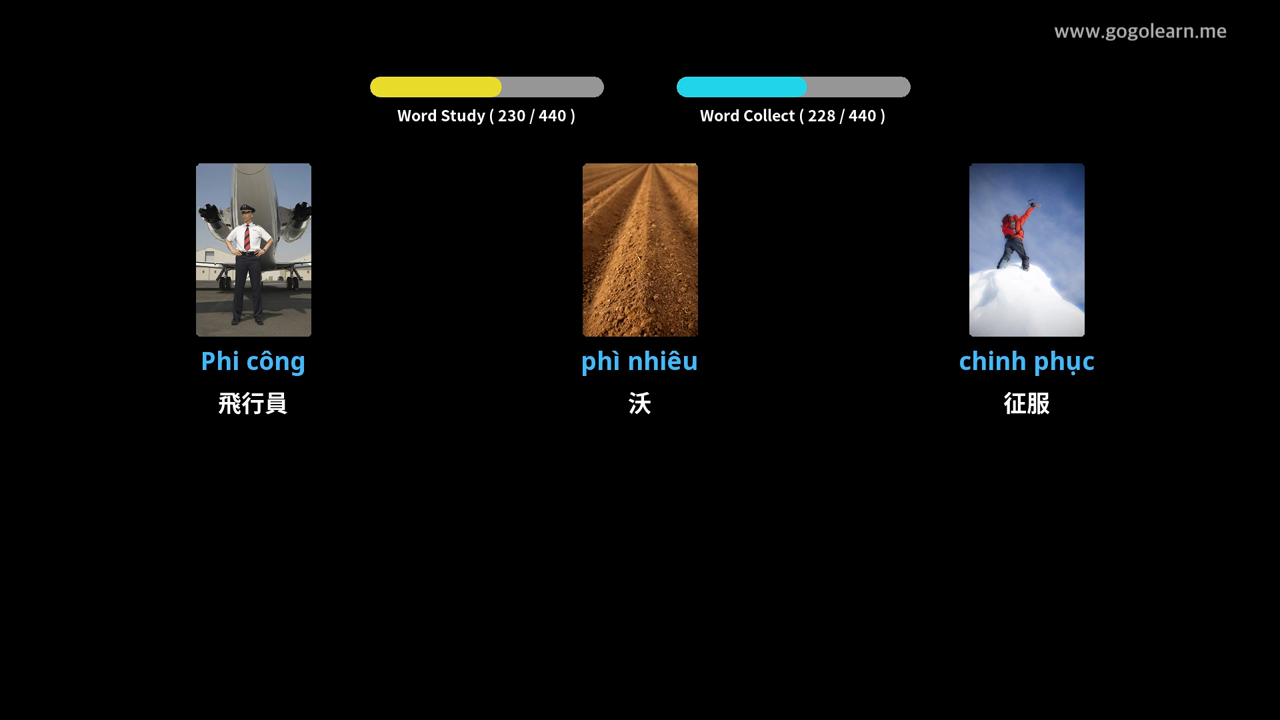 www.gogolearn.me
Word Study ( 230 / 440 )
Word Collect ( 228 / 440 )
Phi công
phì nhiêu
chinh phục
飛行員
沃
征服